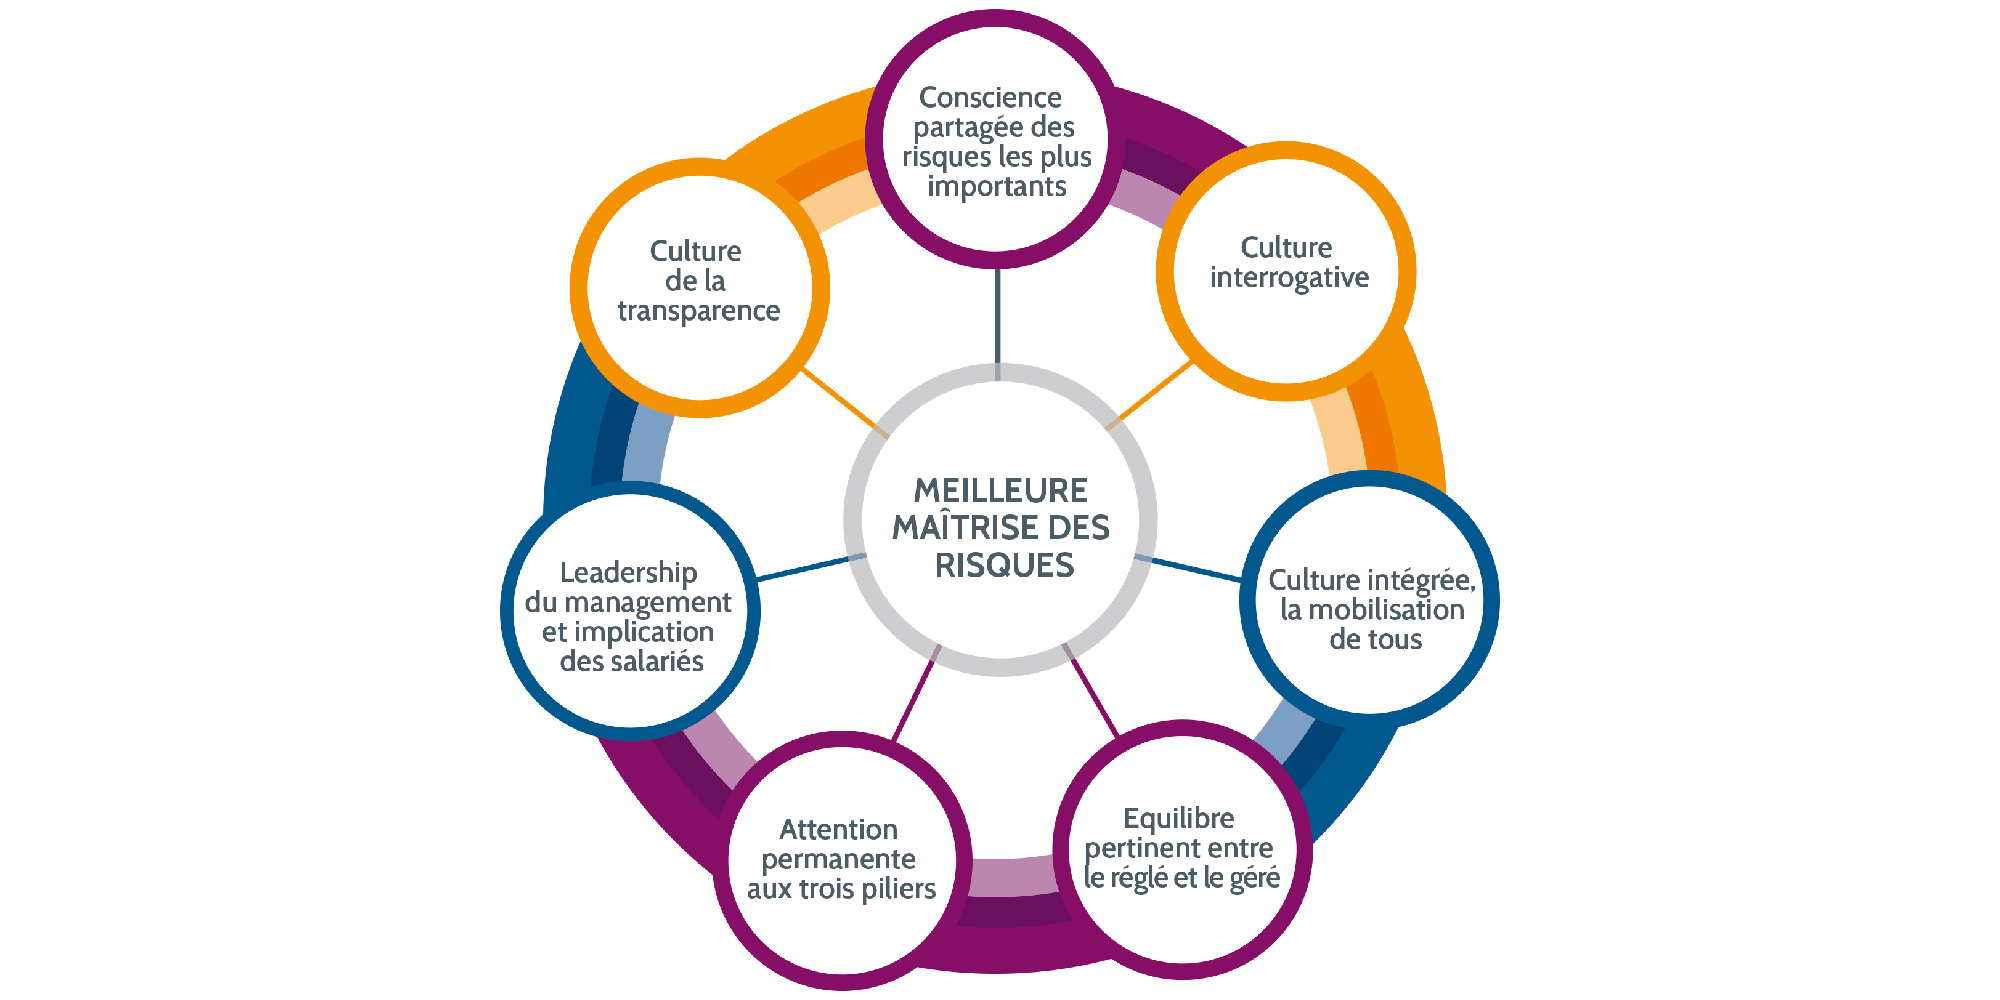 Conscience
partagée des
risques les plus
importants
Culture
interrogative
Culture intégrée,
la mobilisation
de tous
Equilibre
pertinent entre
le réglé et le géré
Attention
permanente
aux trois piliers
Leadership
du management
et implication
des salariés
Culture
de la
transparence
MEILLEURE
MAÎTRISE DES
RISQUES